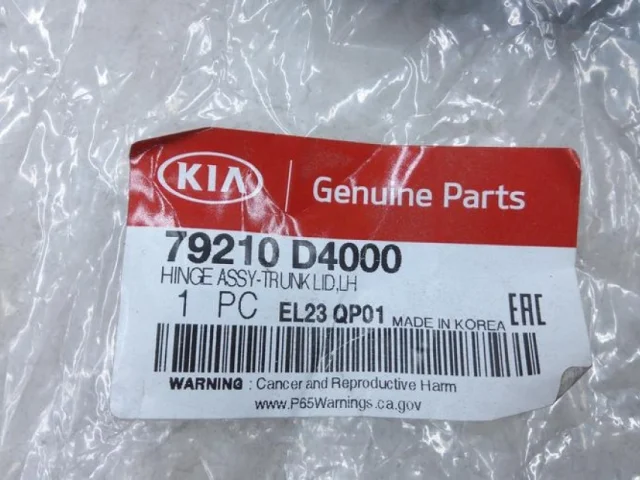 KIA Genuine Parts
79210 D4000
HINGE ASSY-TRUNK LID,LH
1 PC EL23 QP01 MADE IN KOREA EAC
WARNING : Cancer and Reproductive Harm
www.P65Warnings.ca.gov